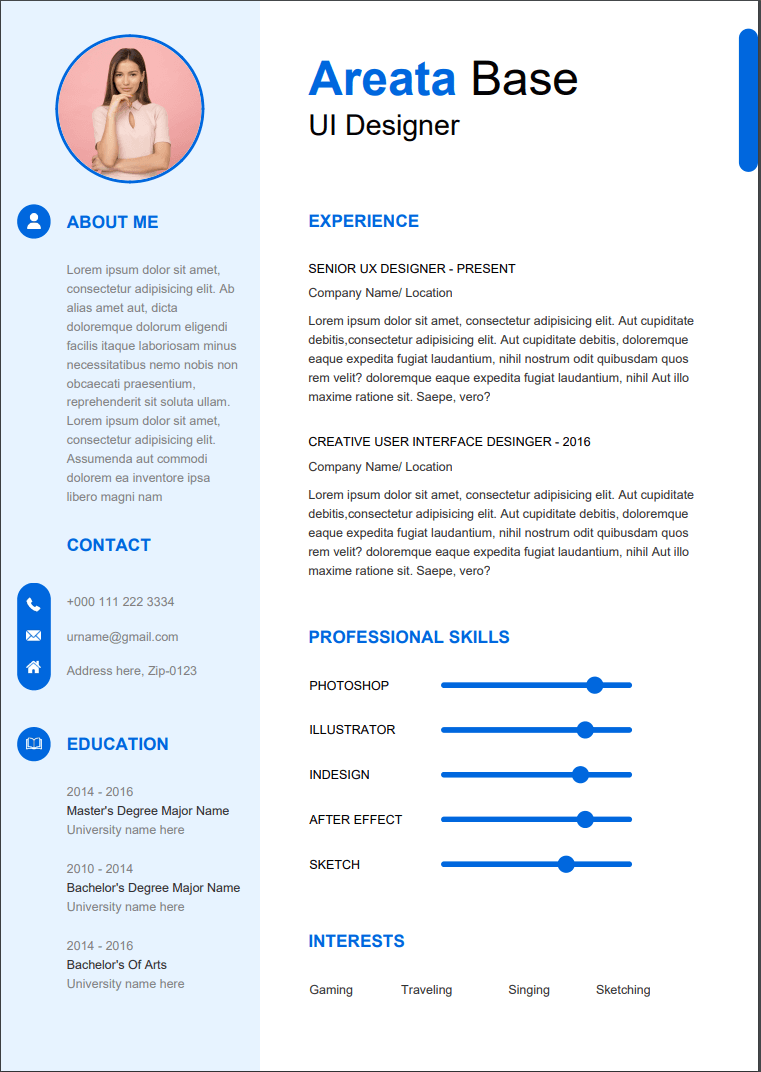 Areata Base
UI Designer
ABOUT ME
Lorem ipsum dolor sit amet,
consectetur adipisicing elit. Ab
alias amet aut, dicta
doloremque dolorum eligendi
facilis itaque laboriosam minus
necessitatibus nemo nobis non
obcaecati praesentium,
reprehenderit sit soluta ullam.
Lorem ipsum dolor sit amet,
consectetur adipisicing elit.
Assumenda aut commodi
dolorem ea inventore ipsa
libero magni nam
CONTACT
+000 111 222 3334
urname@gmail.com
Address here, Zip-0123
EDUCATION
2014 - 2016
Master's Degree Major Name
University name here
2010 - 2014
Bachelor's Degree Major Name
University name here
2014 - 2016
Bachelor's Of Arts
University name here
EXPERIENCE
SENIOR UX DESIGNER - PRESENT
Company Name/ Location
Lorem ipsum dolor sit amet, consectetur adipisicing elit. Aut cupiditate
debitis,consectetur adipisicing elit. Aut cupiditate debitis, doloremque
eaque expedita fugiat laudantium, nihil nostrum odit quibusdam quos
rem velit? doloremque eaque expedita fugiat laudantium, nihil Aut illo
maxime ratione sit. Saepe, vero?
CREATIVE USER INTERFACE DESINGER - 2016
Company Name/ Location
Lorem ipsum dolor sit amet, consectetur adipisicing elit. Aut cupiditate
debitis,consectetur adipisicing elit. Aut cupiditate debitis, doloremque
eaque expedita fugiat laudantium, nihil nostrum odit quibusdam quos
rem velit? doloremque eaque expedita fugiat laudantium, nihil Aut illo
maxime ratione sit. Saepe, vero?
PROFESSIONAL SKILLS
PHOTOSHOP
ILLUSTRATOR
INDESIGN
AFTER EFFECT
SKETCH
INTERESTS
Gaming Traveling Singing Sketching